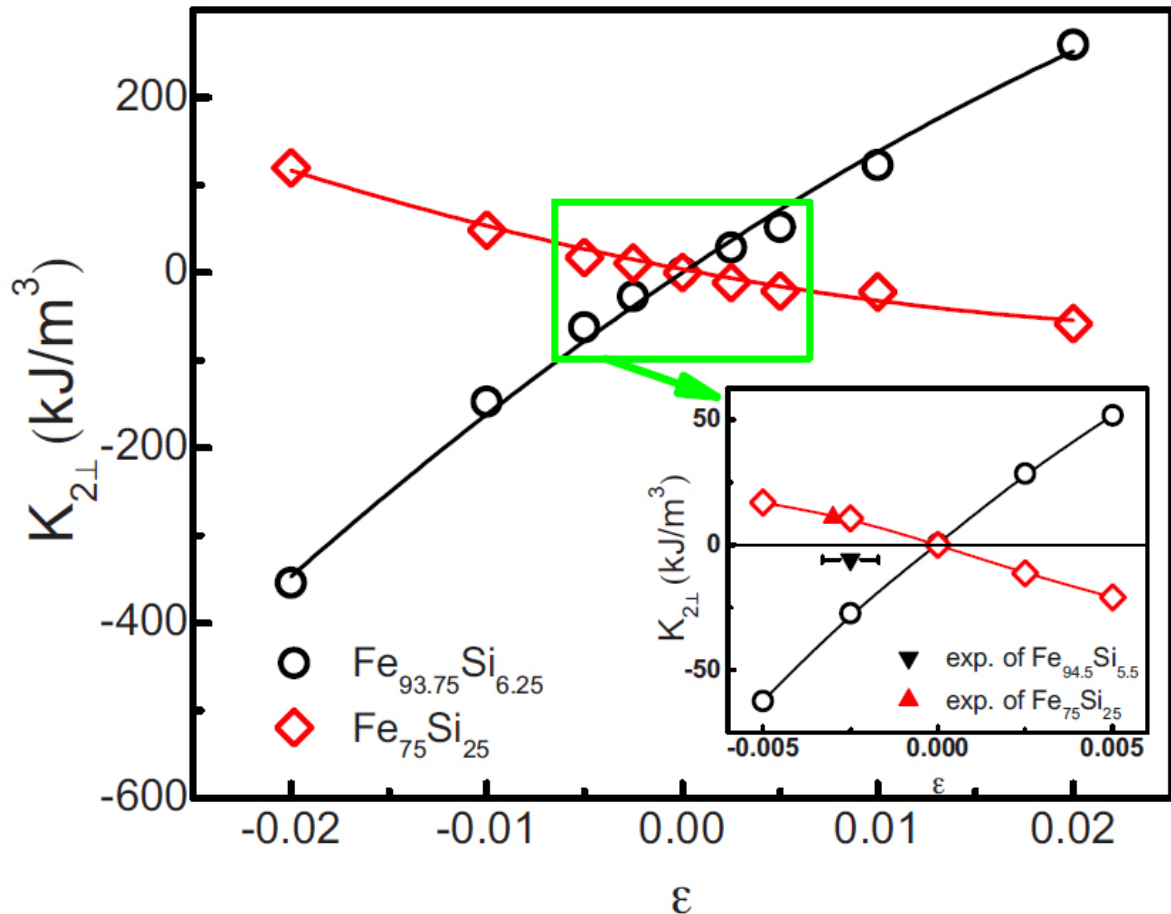 K2⊥ (kJ/m3)
200
0
-200
-400
-600
-0.02
-0.01
0.00
0.01
0.02
ε
Fe93.75Si6.25
Fe75Si25
K2⊥ (kJ/m3)
50
0
-50
-0.005
0.000
0.005
ε
exp. of Fe94.5Si5.5
exp. of Fe75Si25